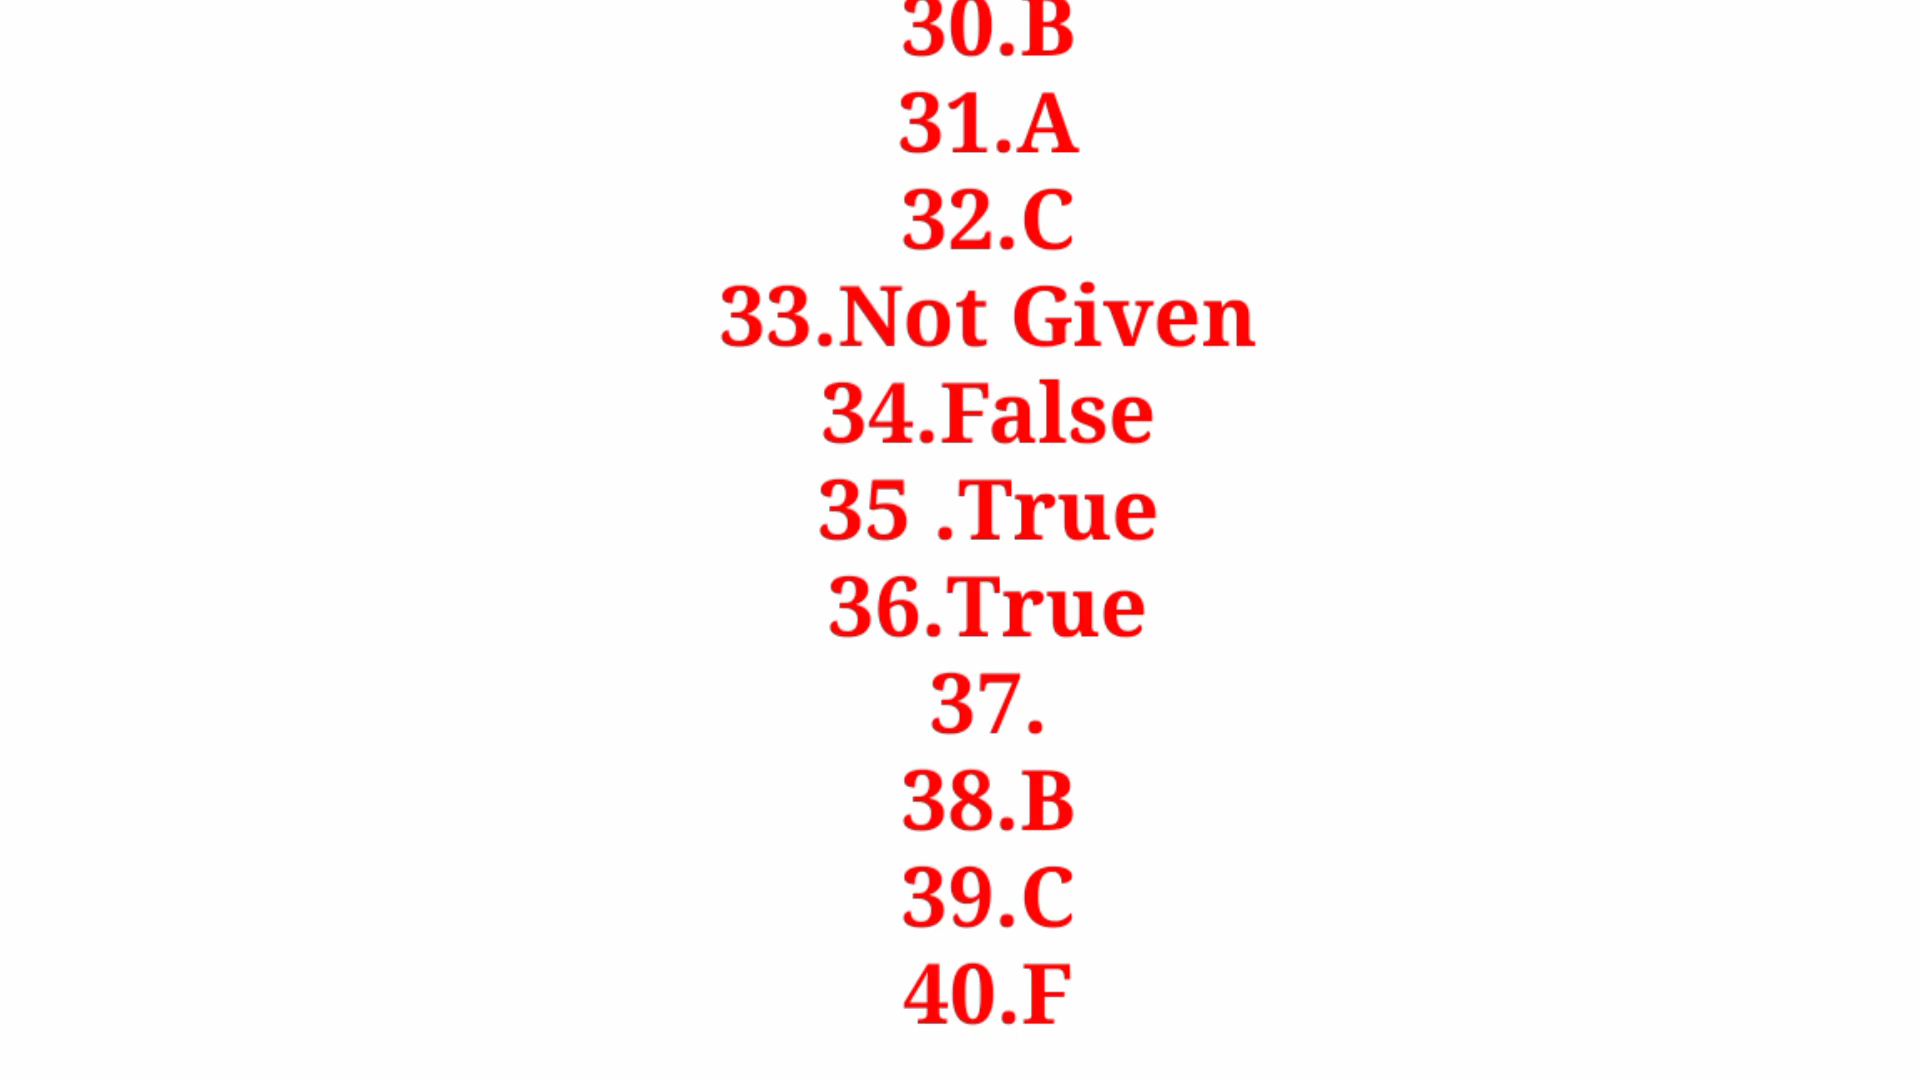 30.B
31.A
32.C
33.Not Given
34.False
35 .True
36.True
37.
38.B
39.C
40.F